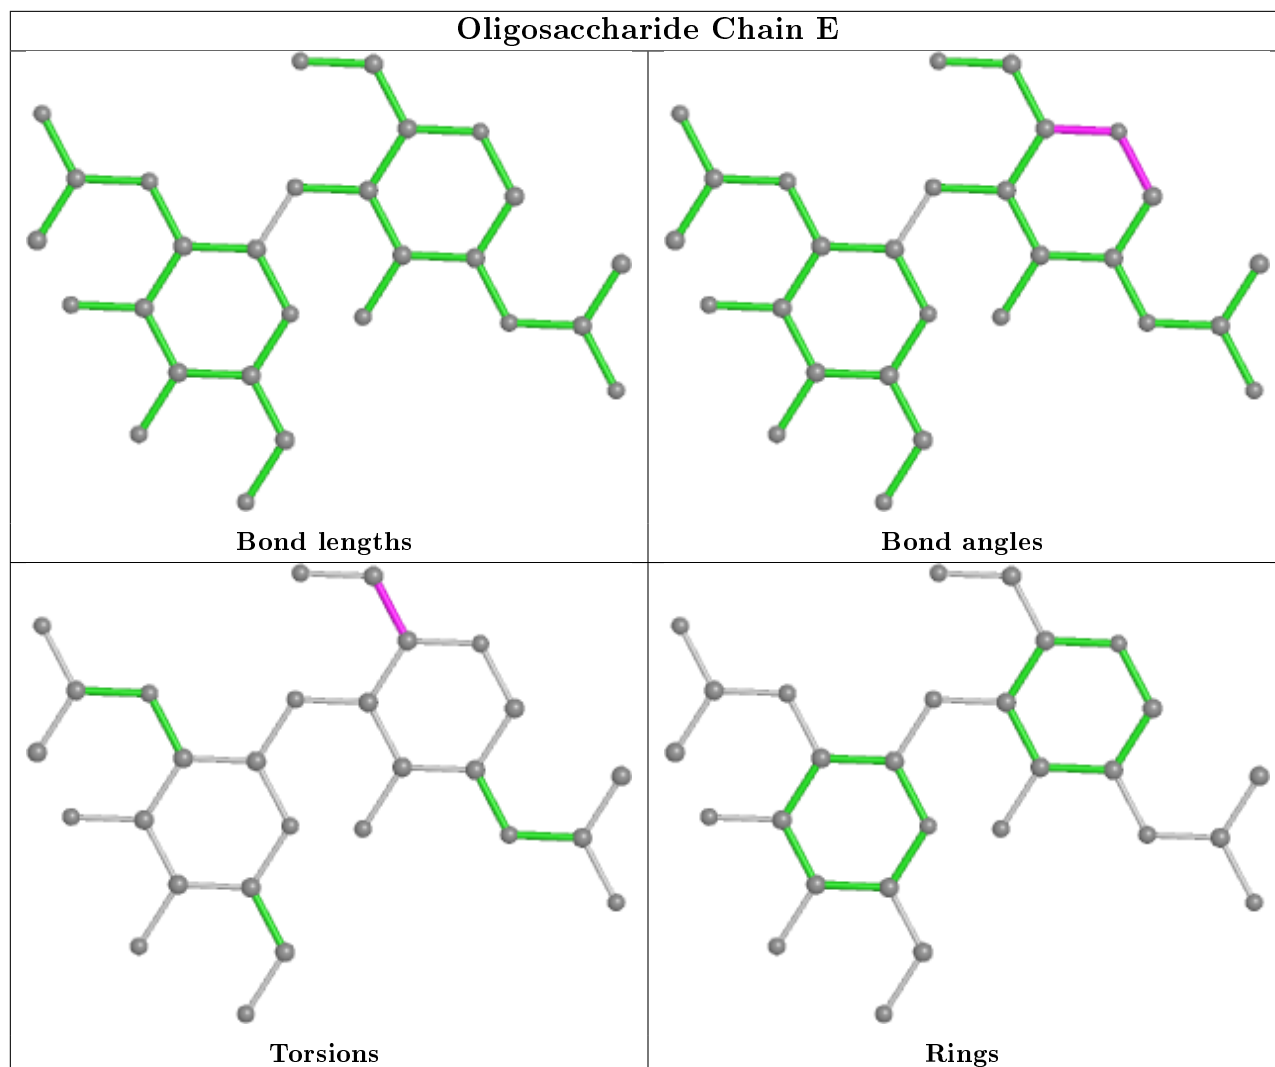 Oligosaccharide Chain E
Bond lengths
Bond angles
Torsions
Rings